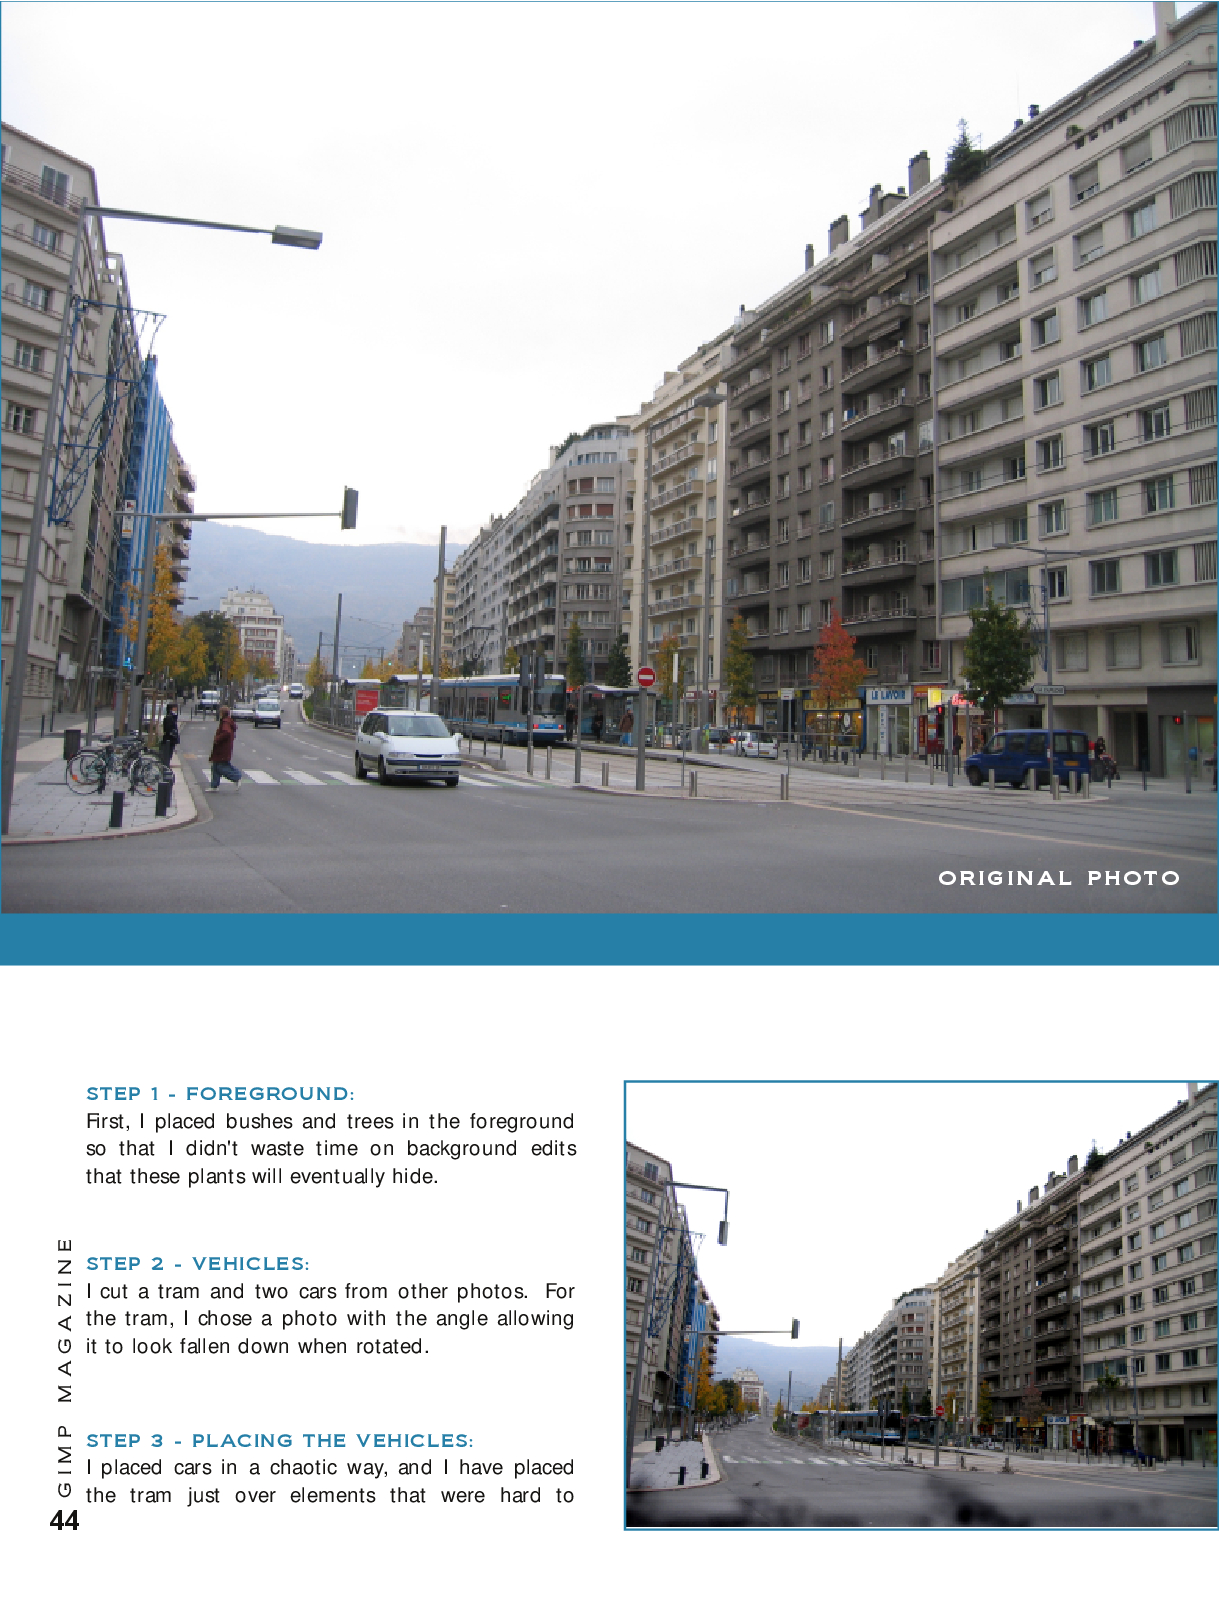 LE LAVOIR
ORIGINAL PHOTO
STEP 1 - FOREGROUND:
First, I placed bushes and trees in the foreground
so that I didn't waste time on background edits
that these plants will eventually hide.
STEP 2 - VEHICLES:
I cut a tram and two cars from other photos. For
the tram, I chose a photo with the angle allowing
it to look fallen down when rotated.
STEP 3 - PLACING THE VEHICLES:
I placed cars in a chaotic way, and I have placed
the tram just over elements that were hard to
GIMP MAGAZINE
44